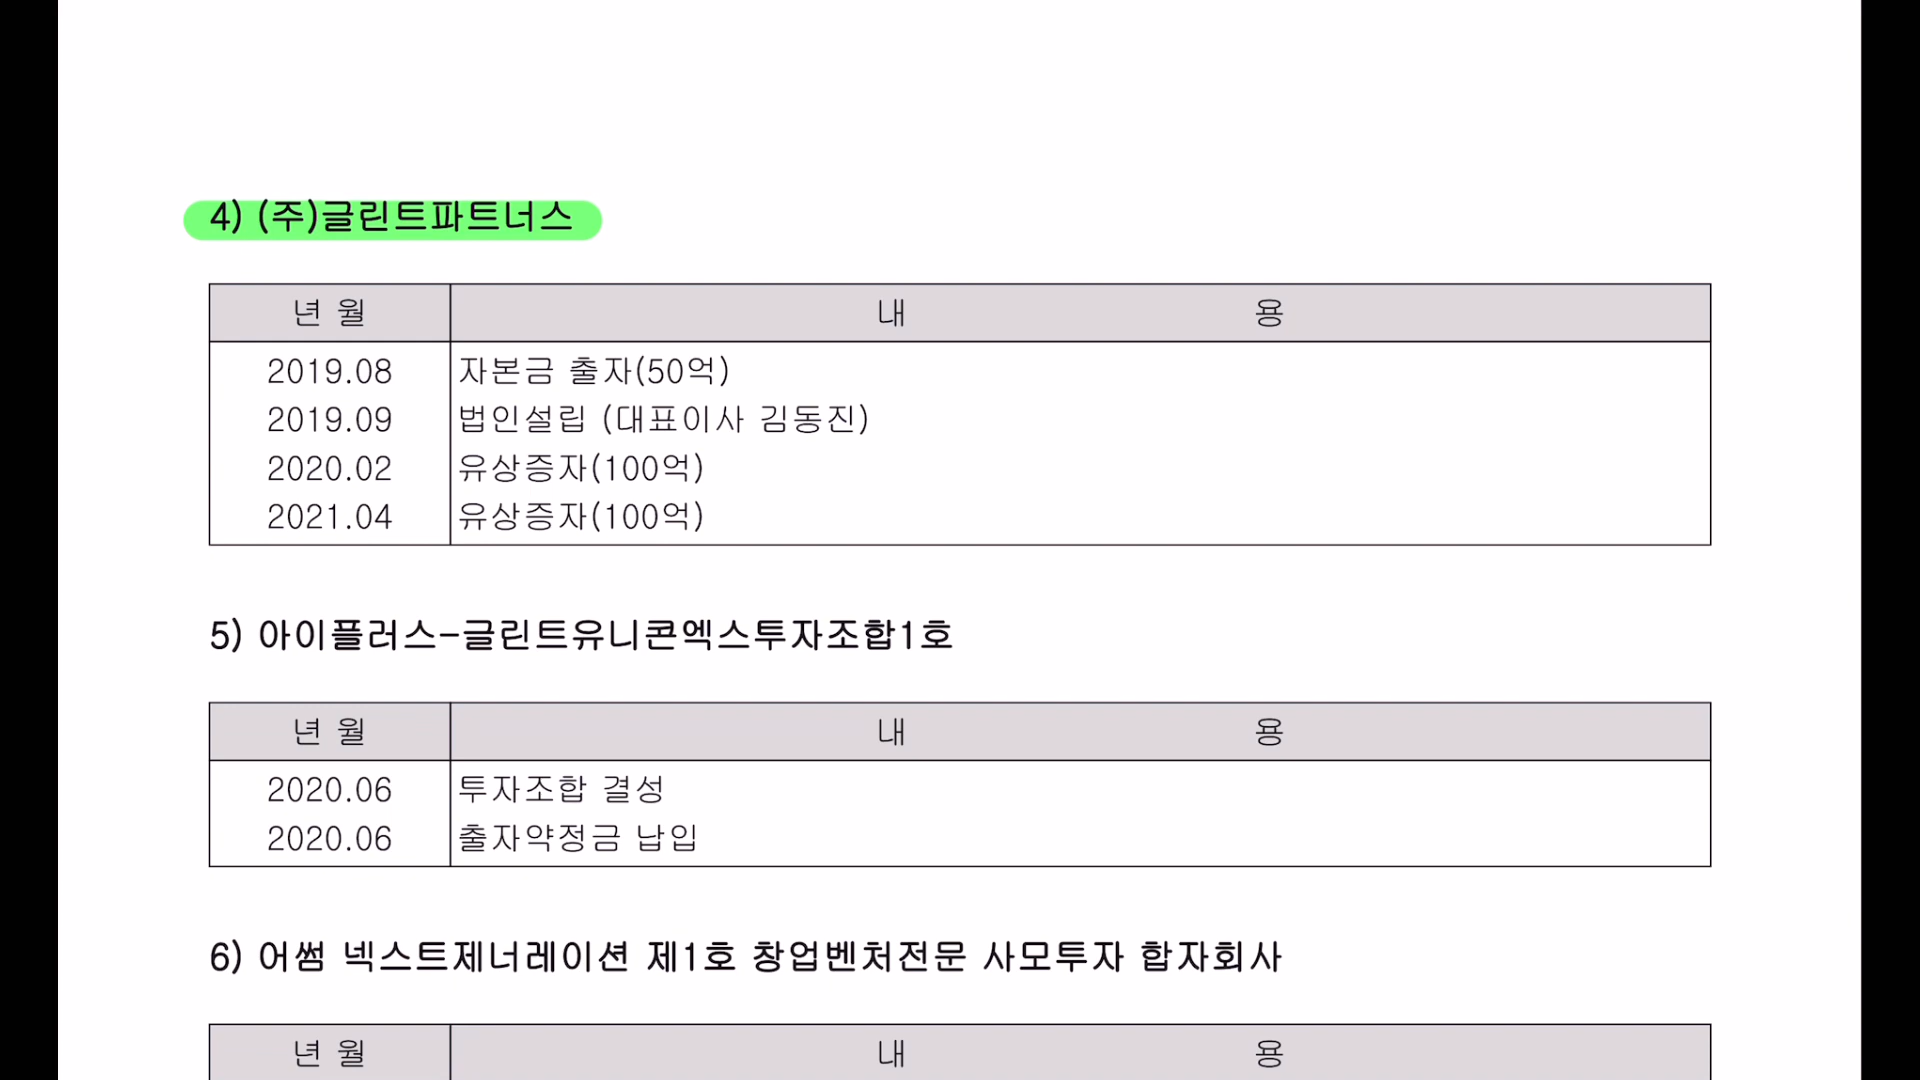 4) (주)글린트파트너스
년 월 내 용
2019.08 자본금 출자(50억)
2019.09 법인설립 (대표이사 김동진)
2020.02 유상증자(100억)
2021.04 유상증자(100억)
5) 아이플러스-글린트유니콘엑스투자조합1호
년 월 내 용
2020.06 투자조합 결성
2020.06 출자약정금 납입
6) 어썸 넥스트제너레이션 제1호 창업벤처전문 사모투자 합자회사
년 월 내 용